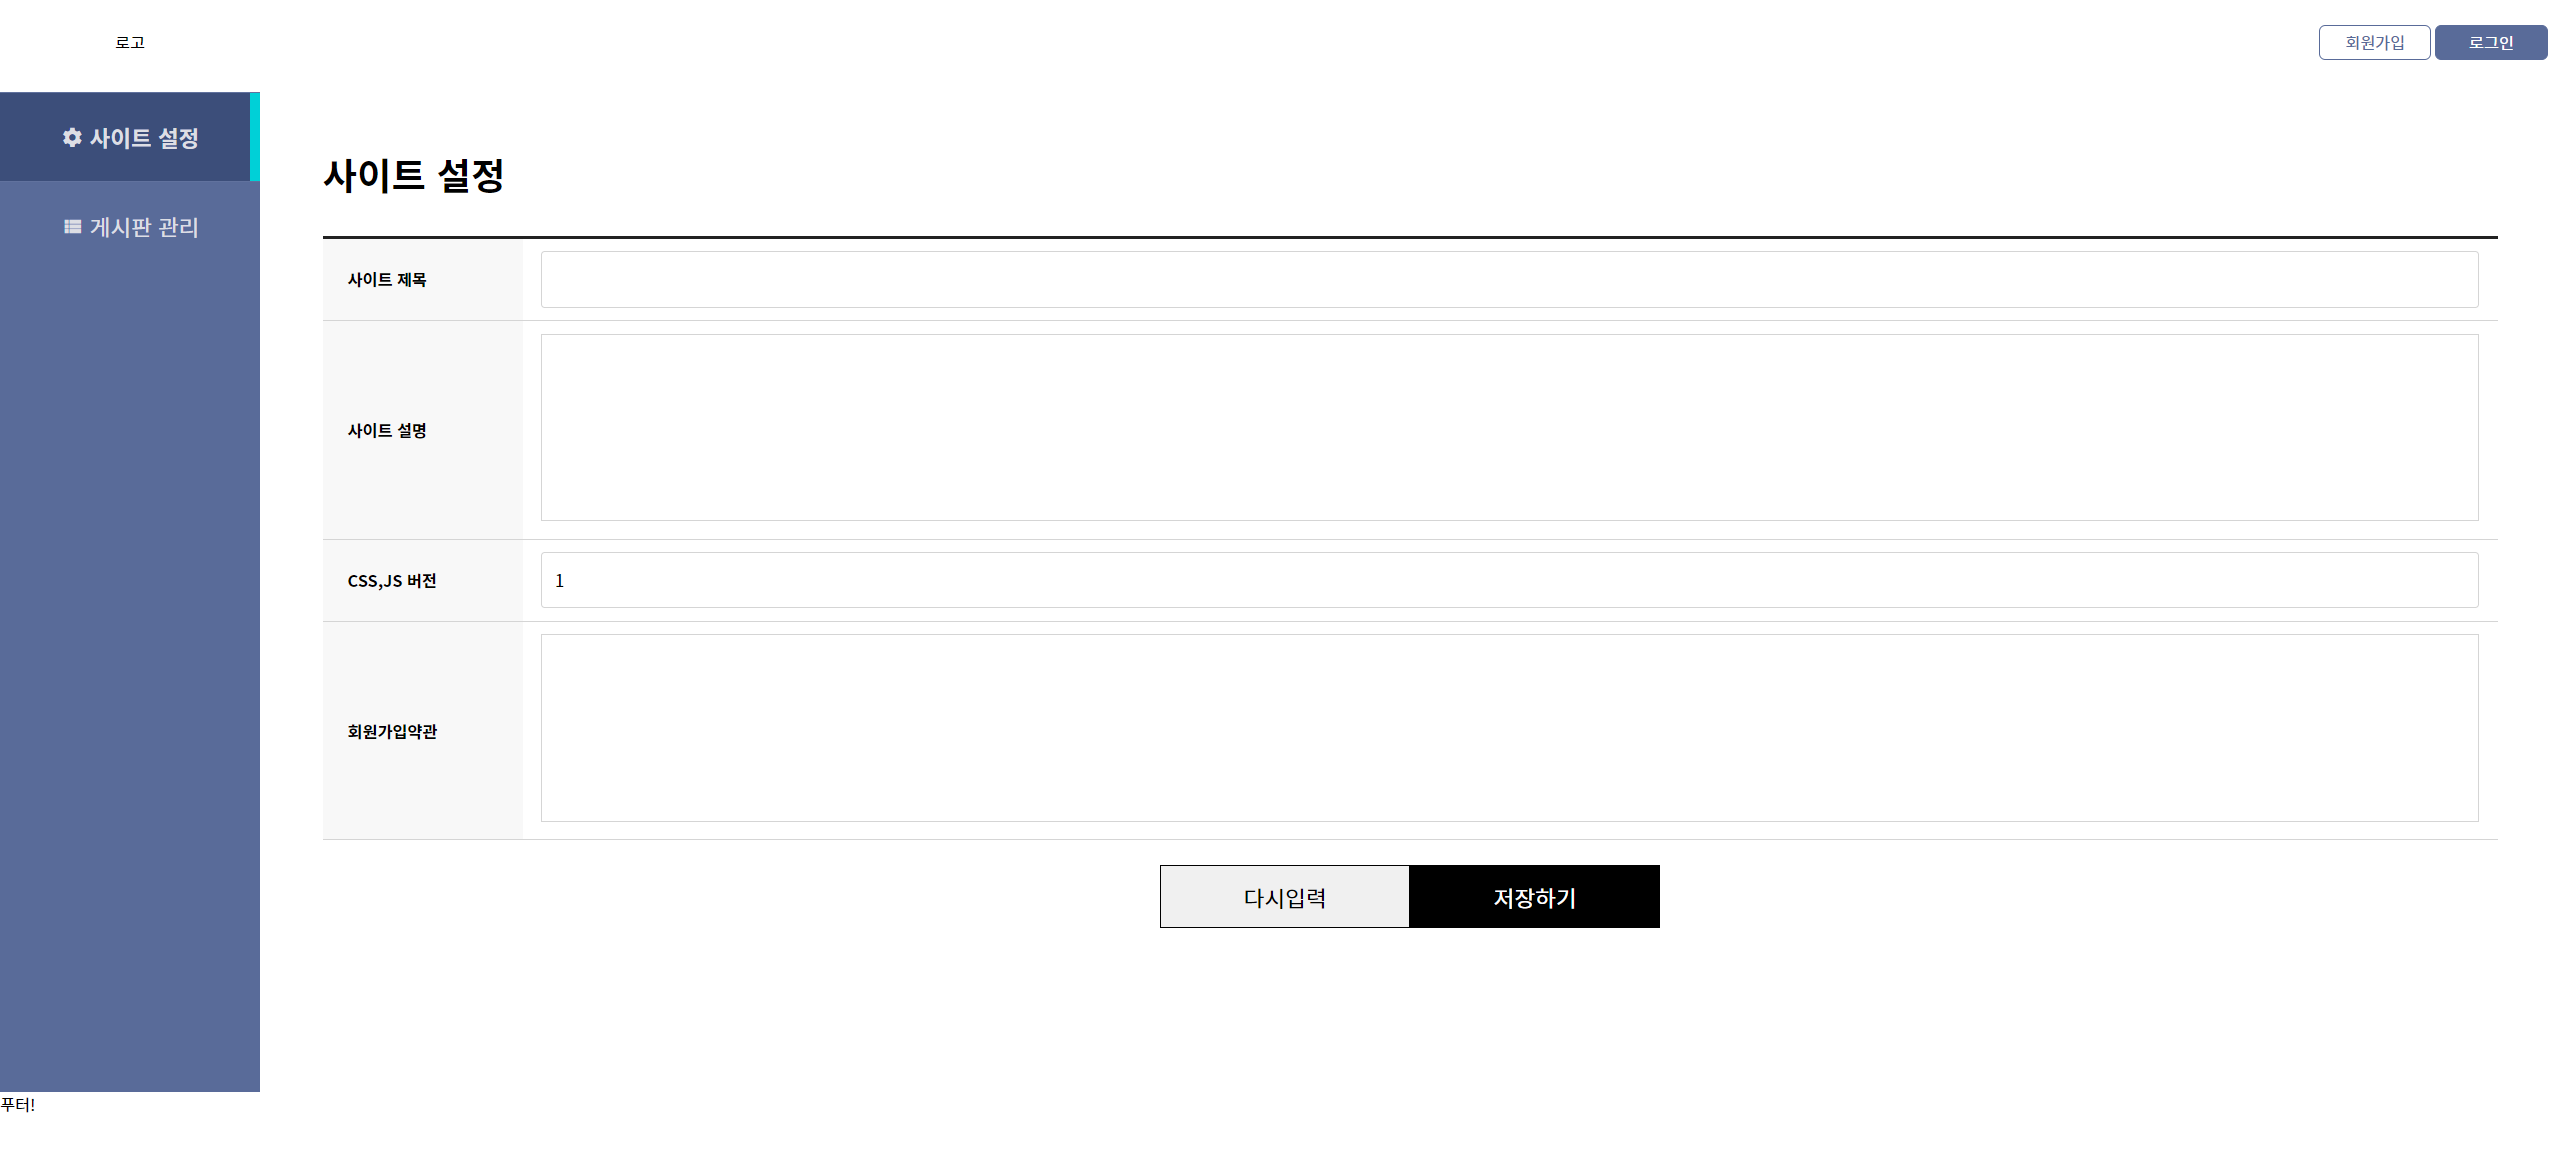 로고
회원가입
로그인
사이트 설정
게시판 관리
사이트 설정
사이트 제목
사이트 설명
CSS,JS 버전
1
회원가입약관
다시입력
저장하기
푸터!